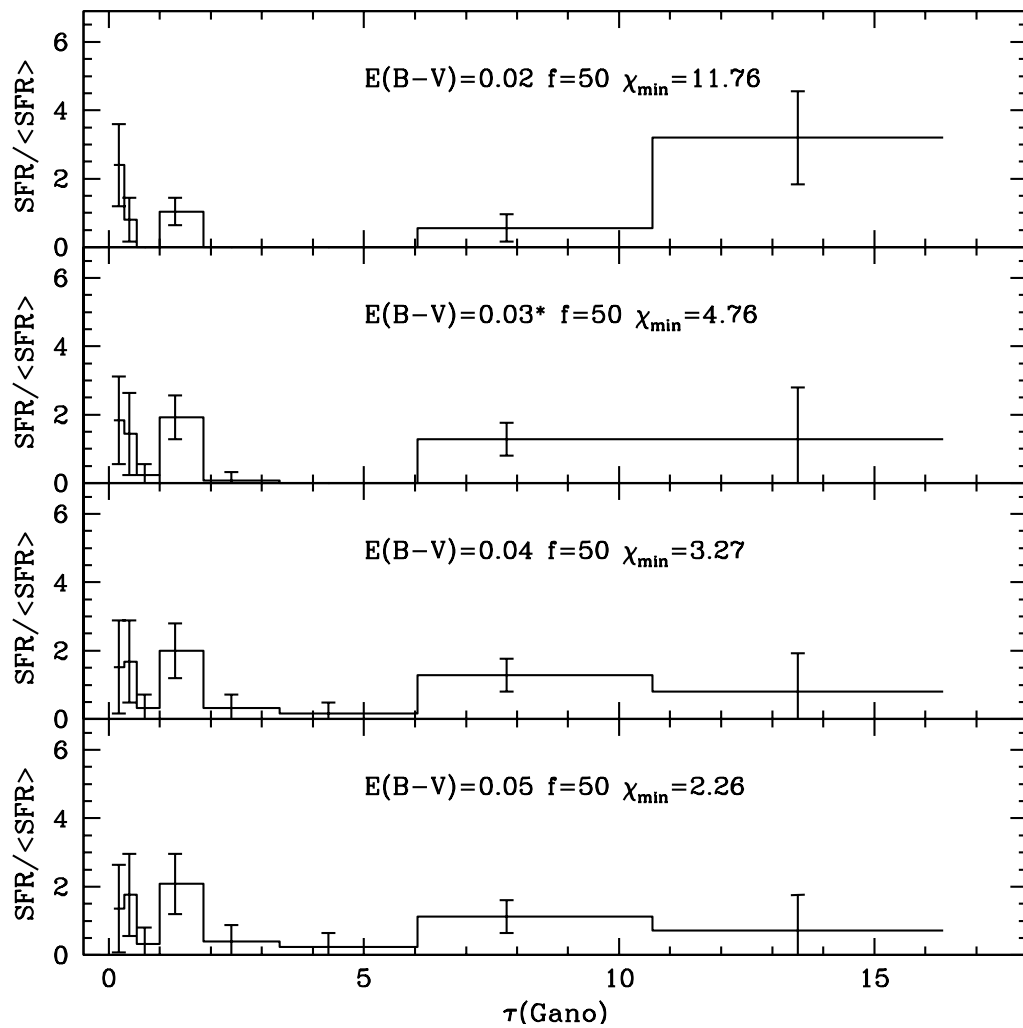 6
4
2
0
SFR/<SFR>
E(B−V)=0.02 f=50 χmin=11.76
6
4
2
0
SFR/<SFR>
E(B−V)=0.03* f=50 χmin=4.76
6
4
2
0
SFR/<SFR>
E(B−V)=0.04 f=50 χmin=3.27
6
4
2
0
SFR/<SFR>
E(B−V)=0.05 f=50 χmin=2.26
0 5 10 15
τ(Gano)